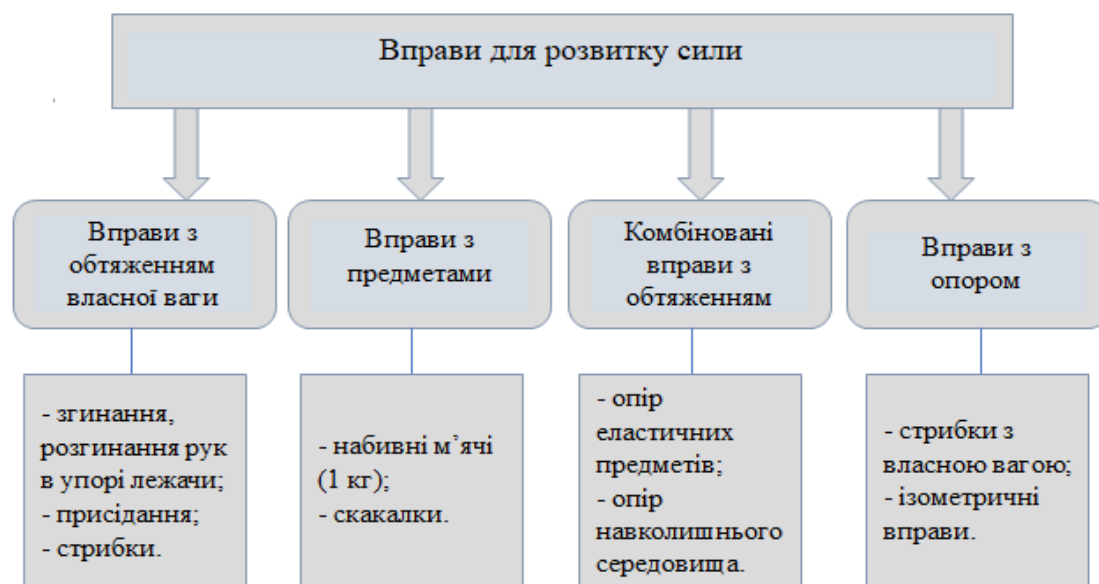 Вправи для розвитку сили
Вправи з
обтяженням
власної ваги
Вправи з
предметами
Комбіновані
вправи з
обтяженням
Вправи з
опором
- згинання,
розгинання рук
в упорі лежачи;
- присідання;
- стрибки.
- набивні м’ячі
(1 кг);
- скакалки.
- опір
еластичних
предметів;
- опір
навколишнього
середовища.
- стрибки з
власною вагою;
- ізометричні
вправи.